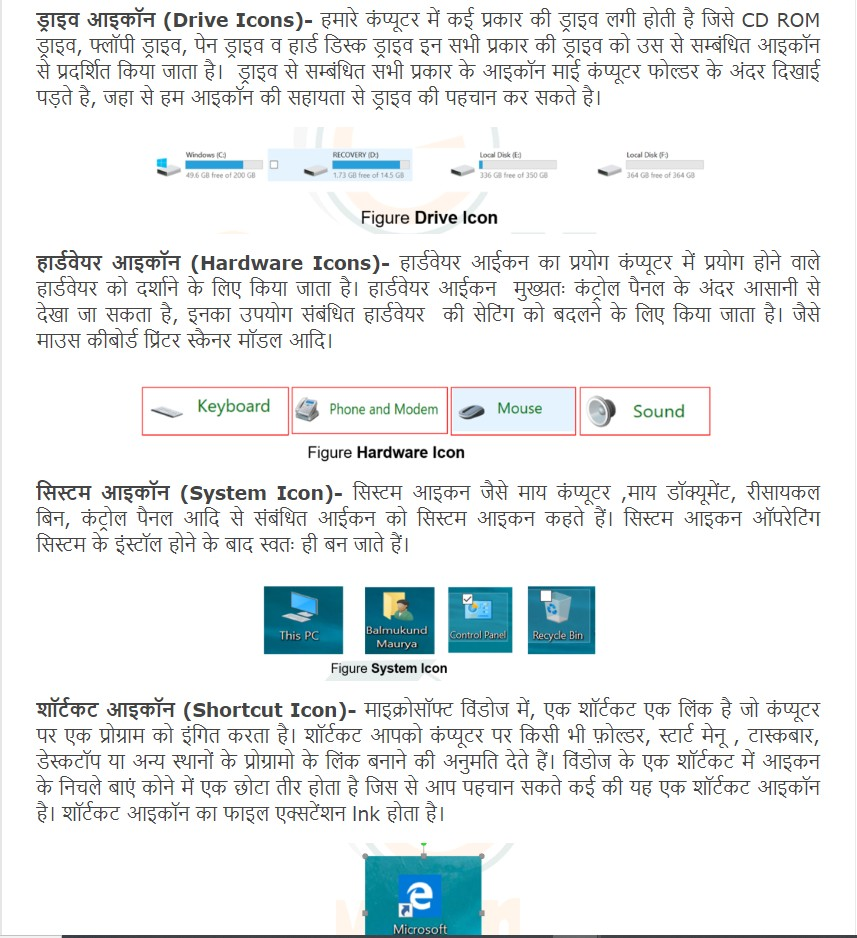 ड्राइव आइकॉन (Drive Icons)- हमारे कंप्यूटर में कई प्रकार की ड्राइव लगी होती है जिसे CD ROM
ड्राइव, फ्लॉपी ड्राइव, पेन ड्राइव व हार्ड डिस्क ड्राइव इन सभी प्रकार की ड्राइव को उस से सम्बंधित आइकॉन
से प्रदर्शित किया जाता है। ड्राइव से सम्बंधित सभी प्रकार के आइकॉन माई कंप्यूटर फोल्डर के अंदर दिखाई
पड़ते है, जहा से हम आइकॉन की सहायता से ड्राइव की पहचान कर सकते है।
Windows (C:) RECOVERY (D:) Local Disk (E:) Local Disk (F:)
49.6 GB free of 200 GB 1.73 GB free of 14.5 GB 336 GB free of 350 GB 364 GB free of 364 GB
Figure Drive Icon
हार्डवेयर आइकॉन (Hardware Icons)- हार्डवेयर आईकन का प्रयोग कंप्यूटर में प्रयोग होने वाले
हार्डवेयर को दर्शाने के लिए किया जाता है। हार्डवेयर आईकन मुख्यतः कंट्रोल पैनल के अंदर आसानी से
देखा जा सकता है, इनका उपयोग संबंधित हार्डवेयर की सेटिंग को बदलने के लिए किया जाता है। जैसे
माउस कीबोर्ड प्रिंटर स्कैनर मॉडल आदि।
Keyboard Phone and Modem Mouse Sound
Figure Hardware Icon
सिस्टम आइकॉन (System Icon)- सिस्टम आइकन जैसे माय कंप्यूटर ,माय डॉक्यूमेंट, रीसायकल
बिन, कंट्रोल पैनल आदि से संबंधित आईकन को सिस्टम आइकन कहते हैं। सिस्टम आइकन ऑपरेटिंग
सिस्टम के इंस्टॉल होने के बाद स्वतः ही बन जाते हैं।
This PC Balmukund Maurya Control Panel Recycle Bin
Figure System Icon
शॉर्टकट आइकॉन (Shortcut Icon)- माइक्रोसॉफ्ट विंडोज में, एक शॉर्टकट एक लिंक है जो कंप्यूटर
पर एक प्रोग्राम को इंगित करता है। शॉर्टकट आपको कंप्यूटर पर किसी भी फ़ोल्डर, स्टार्ट मेनू , टास्कबार,
डेस्कटॉप या अन्य स्थानों के प्रोग्रामो के लिंक बनाने की अनुमति देते हैं। विंडोज के एक शॉर्टकट में आइकन
के निचले बाएं कोने में एक छोटा तीर होता है जिस से आप पहचान सकते कई की यह एक शॉर्टकट आइकॉन
है। शॉर्टकट आइकॉन का फाइल एक्सटेंशन lnk होता है।
Microsoft